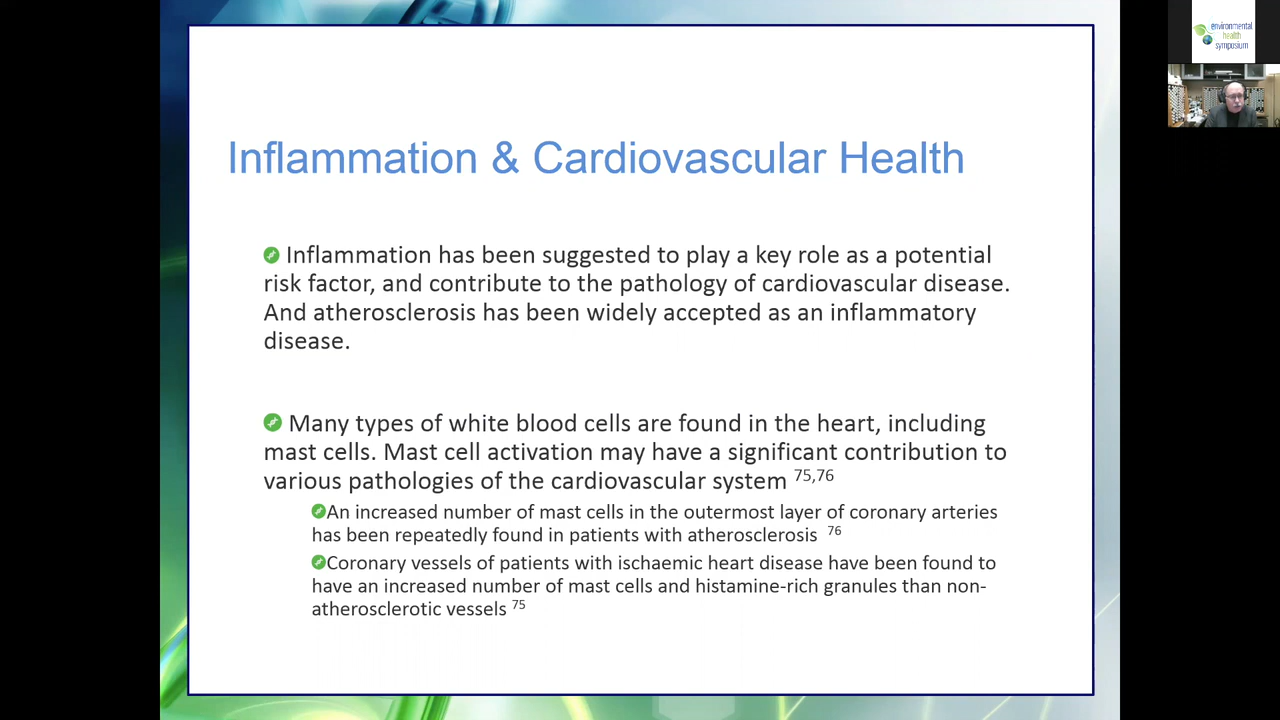 environmental
health
symposium
Inflammation & Cardiovascular Health
Inflammation has been suggested to play a key role as a potential
risk factor, and contribute to the pathology of cardiovascular disease.
And atherosclerosis has been widely accepted as an inflammatory
disease.
Many types of white blood cells are found in the heart, including
mast cells. Mast cell activation may have a significant contribution to
various pathologies of the cardiovascular system 75,76
An increased number of mast cells in the outermost layer of coronary arteries
has been repeatedly found in patients with atherosclerosis 76
Coronary vessels of patients with ischaemic heart disease have been found to
have an increased number of mast cells and histamine-rich granules than non-
atherosclerotic vessels 75